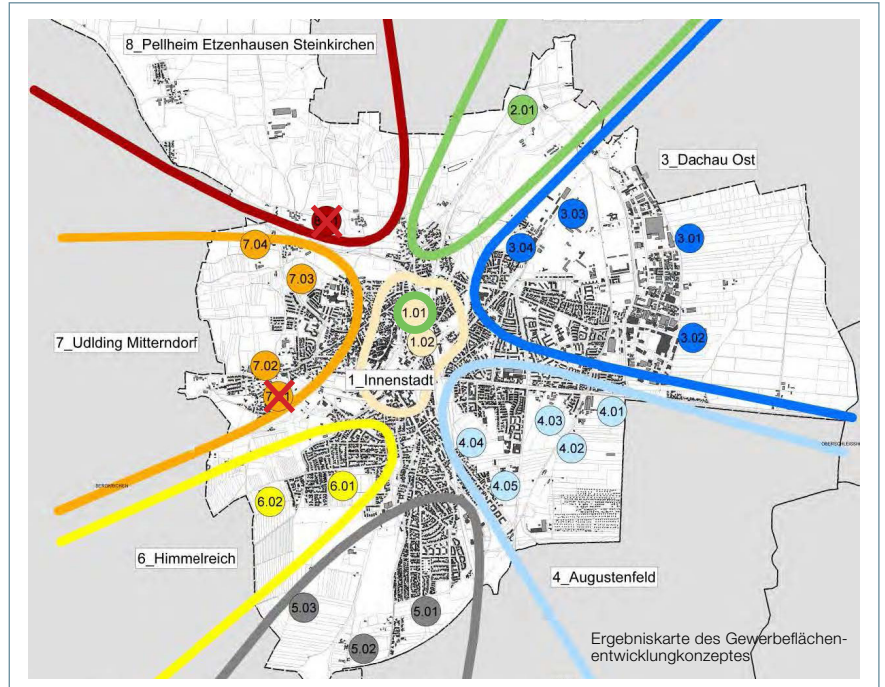 8_Pellheim Etzenhausen Steinkirchen
2.01
3_Dachau Ost
3.03
3.01
3.04
7.04
7.03
1.01
3.02
1.02
7_Udlding Mitterndorf
7.02
1_Innenstadt
4.01
4.03
4.04
4.02
BERGKIRCHEN
6.01
4.05
6.02
6_Himmelreich
4_Augustenfeld
5.03
5.01
5.02
Ergebniskarte des Gewerbeflächen-
entwicklungkonzeptes